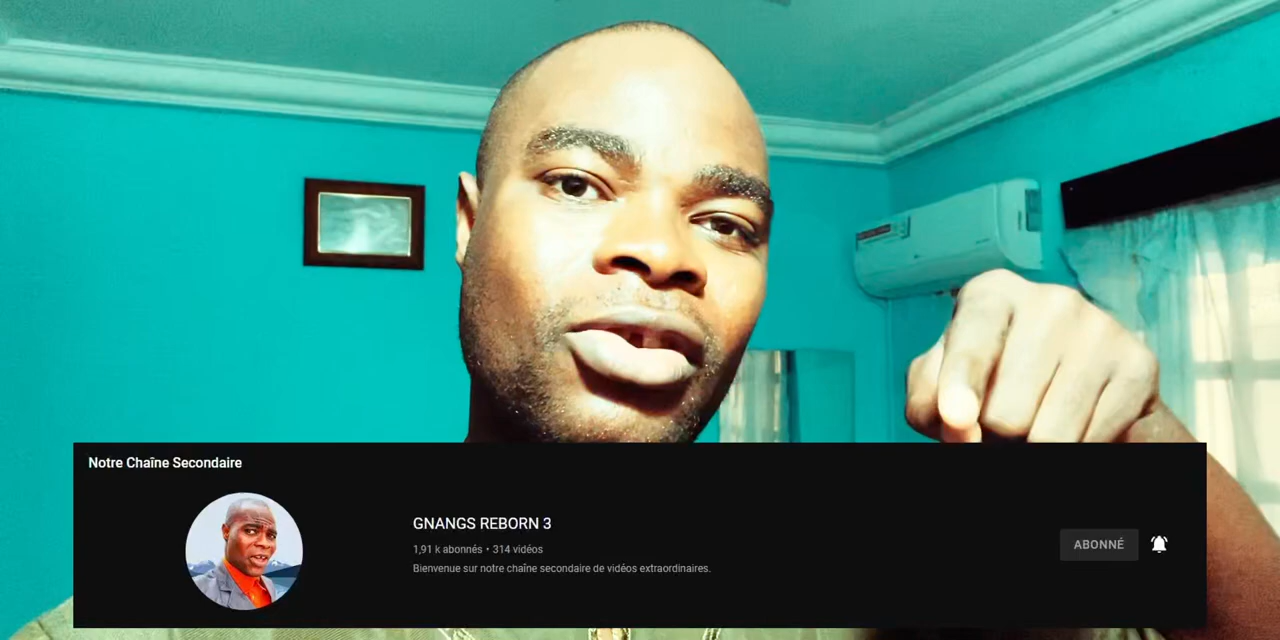 Notre Chaîne Secondaire
GNANGS REBORN 3
1,91 k abonnés • 314 vidéos
Bienvenue sur notre chaîne secondaire de vidéos extraordinaires.
ABONNÉ